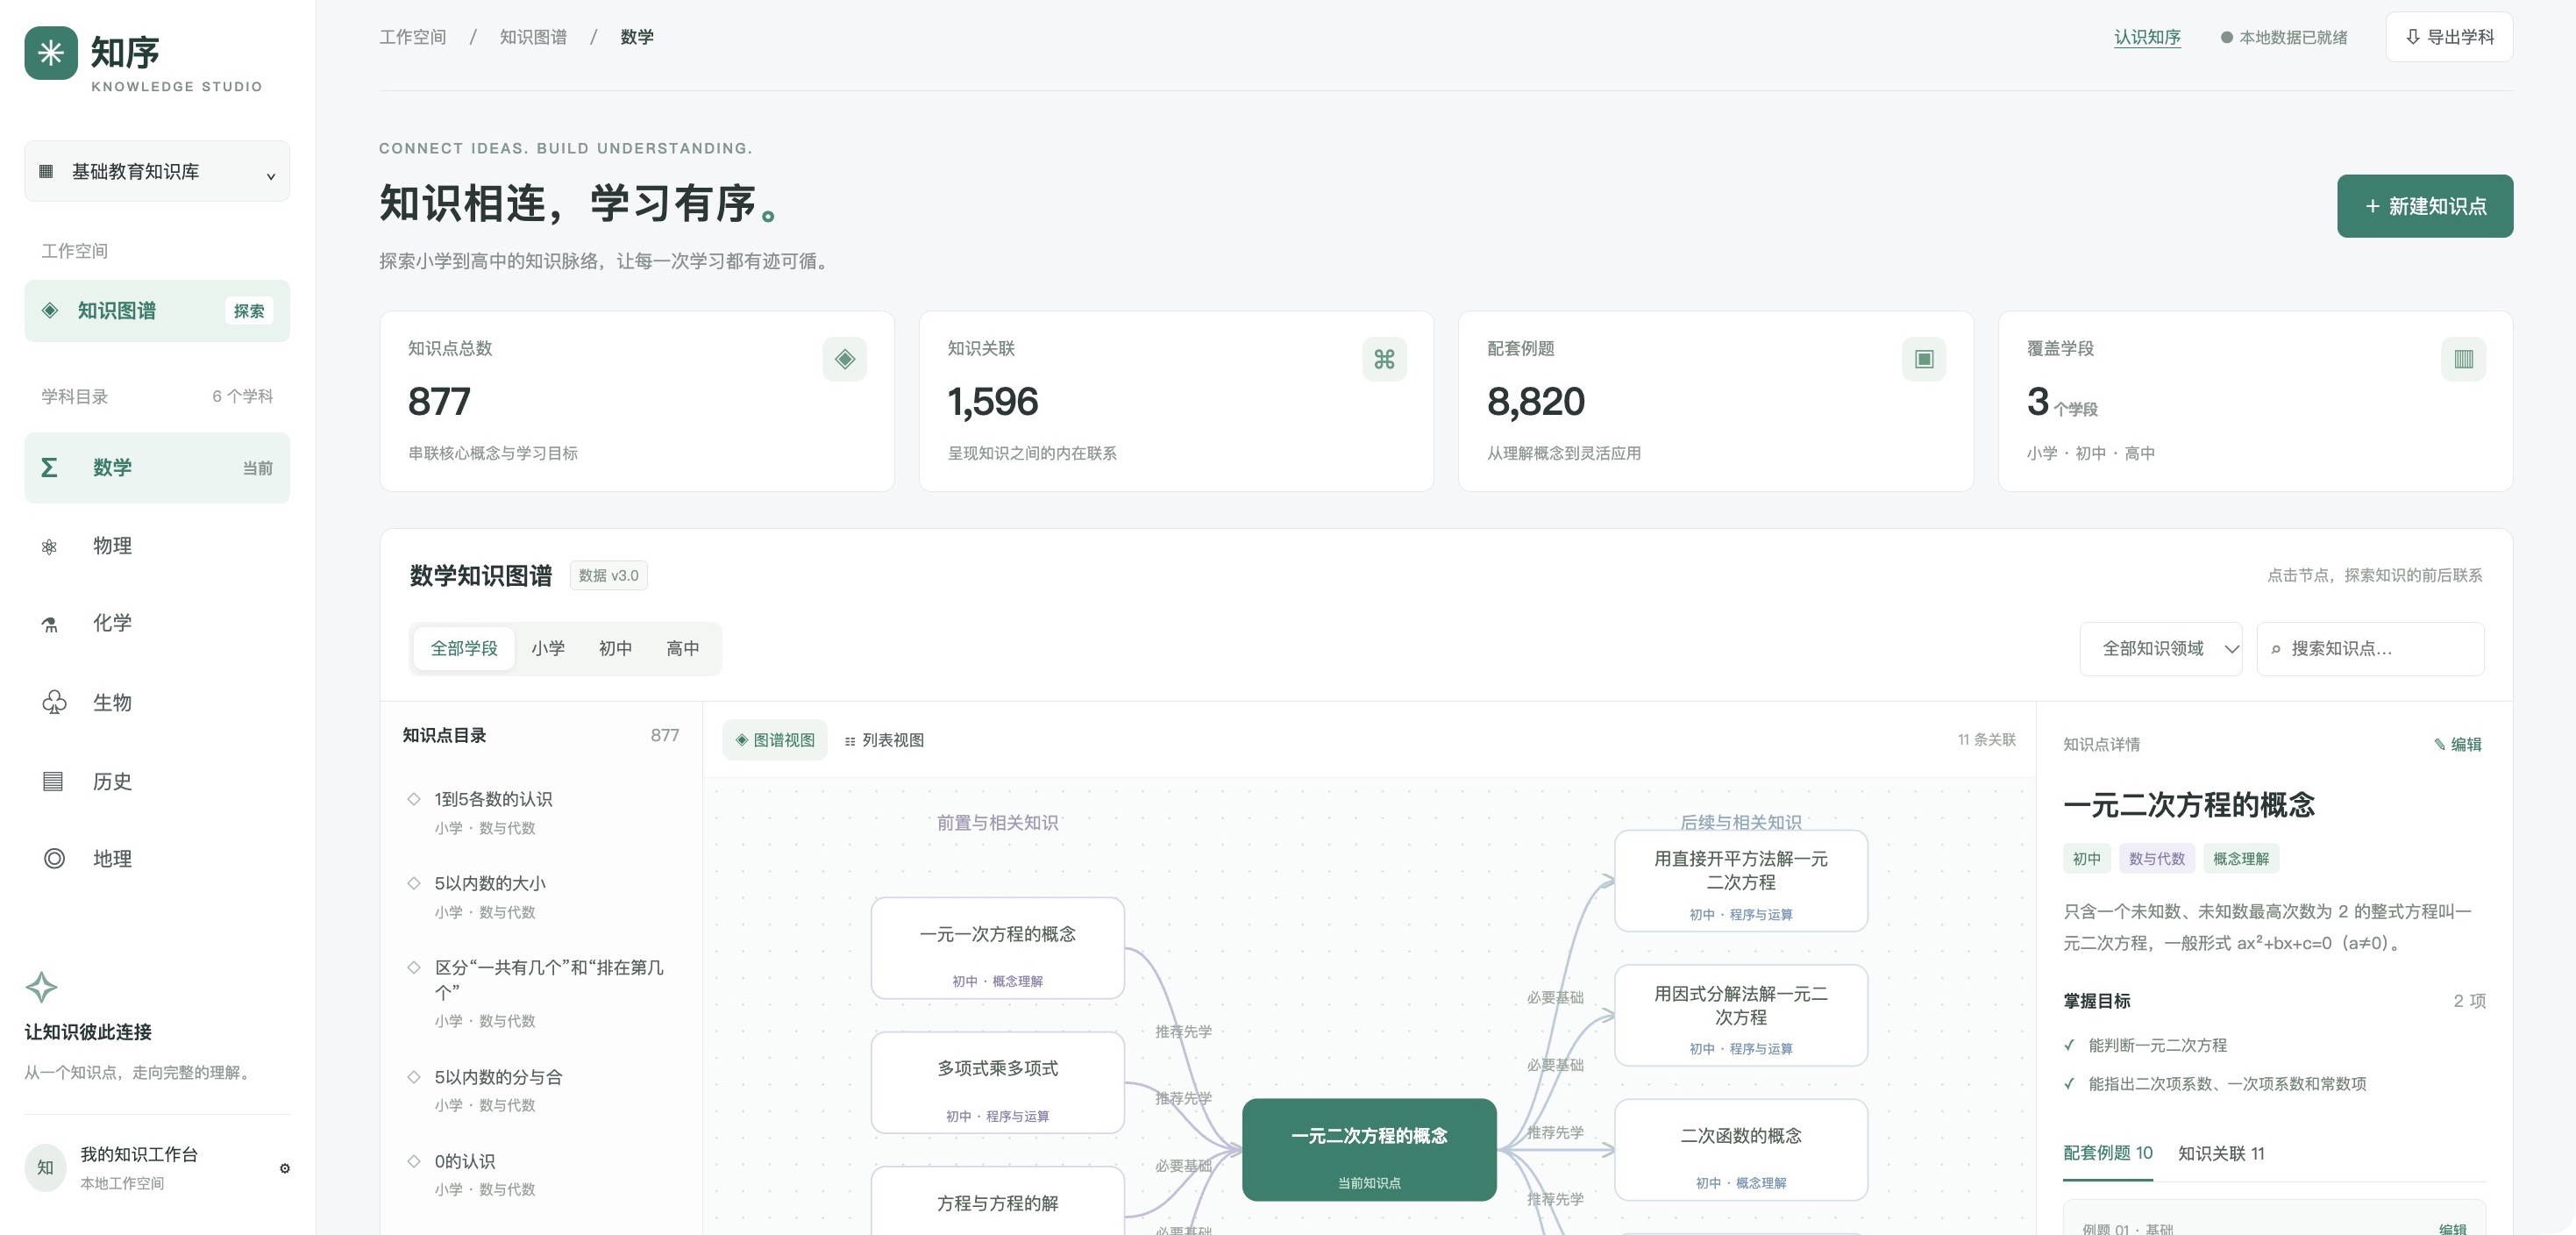 知序
KNOWLEDGE STUDIO
基础教育知识库
工作空间
知识图谱 探索
学科目录 6 个学科
数学 当前
物理
化学
生物
历史
地理
让知识彼此连接
从一个知识点，走向完整的理解。
知 我的知识工作台
本地工作空间
工作空间 / 知识图谱 / 数学
认识知序 本地数据已就绪 导出学科
CONNECT IDEAS. BUILD UNDERSTANDING.
知识相连，学习有序。
探索小学到高中的知识脉络，让每一次学习都有迹可循。
+ 新建知识点
知识点总数
877
串联核心概念与学习目标
知识关联
1,596
呈现知识之间的内在联系
配套例题
8,820
从理解概念到灵活应用
覆盖学段
3 个学段
小学 · 初中 · 高中
数学知识图谱 数据 v3.0
点击节点，探索知识的前后联系
全部学段 小学 初中 高中
全部知识领域 搜索知识点...
知识点目录 877
1到5各数的认识
小学 · 数与代数
5以内数的大小
小学 · 数与代数
区分“一共有几个”和“排在第几
个”
小学 · 数与代数
5以内数的分与合
小学 · 数与代数
0的认识
小学 · 数与代数
图谱视图 列表视图 11 条关联
前置与相关知识
一元一次方程的概念
初中 · 概念理解
多项式乘多项式
初中 · 程序与运算
方程与方程的解
推荐先学
推荐先学
必要基础
必要基础
一元二次方程的概念
当前知识点
必要基础
必要基础
推荐先学
推荐先学
后续与相关知识
用直接开平方法解一元
二次方程
初中 · 程序与运算
用因式分解法解一元二
次方程
初中 · 程序与运算
二次函数的概念
初中 · 概念理解
知识点详情 编辑
一元二次方程的概念
初中 数与代数 概念理解
只含一个未知数、未知数最高次数为 2 的整式方程叫一
元二次方程，一般形式 ax²+bx+c=0（a≠0）。
掌握目标 2 项
✓ 能判断一元二次方程
✓ 能指出二次项系数、一次项系数和常数项
配套例题 10 知识关联 11
例题 01 · 基础 编辑